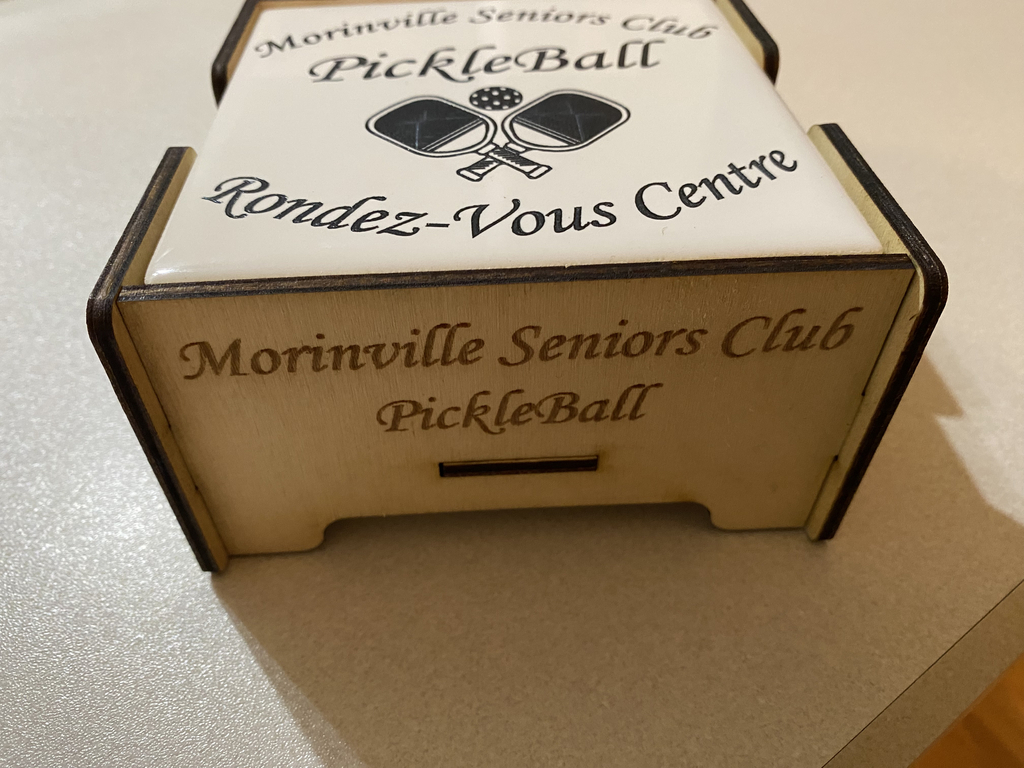 Morinville Seniors Club
PickleBall
Rondez-Vous Centre
Morinville Seniors Club
PickleBall